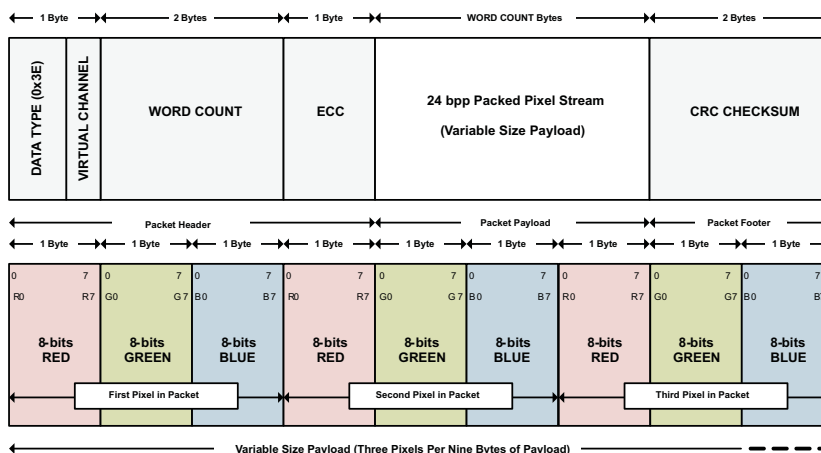 1 Byte 2 Bytes 1 Byte WORD COUNT Bytes 2 Bytes
DATA TYPE (0x3E)
VIRTUAL CHANNEL
WORD COUNT
ECC
24 bpp Packed Pixel Stream
(Variable Size Payload)
CRC CHECKSUM
Packet Header Packet Payload Packet Footer
1 Byte 1 Byte 1 Byte 1 Byte 1 Byte 1 Byte 1 Byte 1 Byte 1 Byte
0 7 0 7 0 7 0 7 0 7 0 7 0 7 0 7 0
R0 R7 G0 G7 B0 B7 R0 R7 G0 G7 B0 B7 R0 R7 G0 G7 B0
8-bits 8-bits 8-bits 8-bits 8-bits 8-bits 8-bits 8-bits 8-bits
RED GREEN BLUE RED GREEN BLUE RED GREEN BLUE
First Pixel in Packet Second Pixel in Packet Third Pixel in Packet
Variable Size Payload (Three Pixels Per Nine Bytes of Payload)